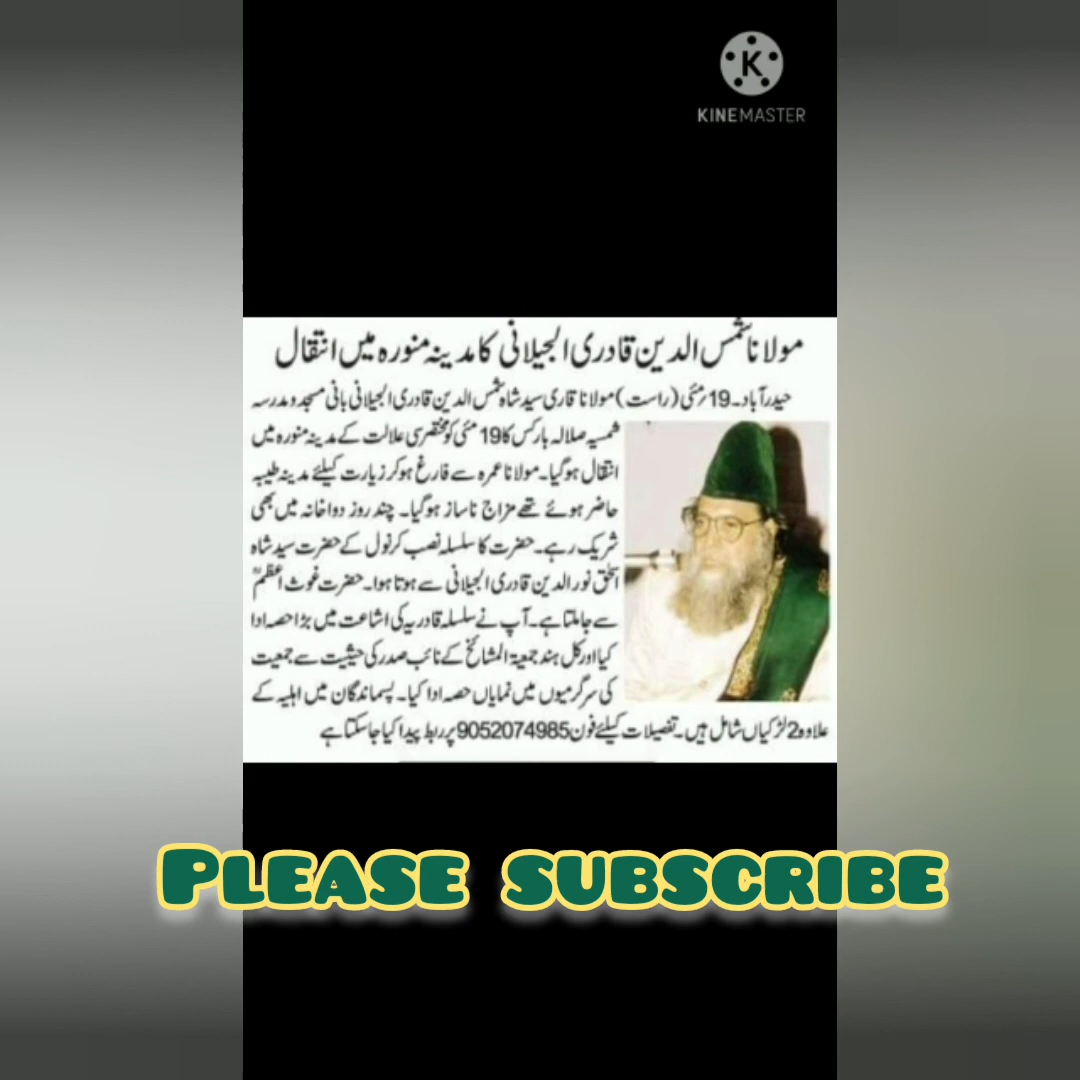 KINEMASTER
مولانا شمس الدین قادری الجیلانی کا مدینہ منورہ میں انتقال
حیدرآباد۔19/مئی (راست) مولانا قاری سید شاہ شمس الدین قادری الجیلانی بانی مسجد و مدرسہ
شمسیہ صلالہ بارکس کا 19 مئی کو مختصر سی علالت کے مدینہ منورہ میں
انتقال ہوگیا۔ مولانا عمرہ سے فارغ ہوکر زیارت کیلئے مدینہ طیبہ
حاضر ہوئے تھے مزاج ناساز ہوگیا۔ چند روز دواخانہ میں بھی
شریک رہے۔ حضرت کا سلسلہ نصب کرنول کے حضرت سید شاہ
اسحٰق نور الدین قادری الجیلانی سے ہوتا ہوا۔ حضرت غوث اعظمؒ
سے جاملتا ہے۔ آپ نے سلسلہ قادریہ کی اشاعت میں بڑا حصہ ادا
کیا اور کل ہند جمعیۃ المشائخ کے نائب صدر کی حیثیت سے جمعیت
کی سرگرمیوں میں نمایاں حصہ ادا کیا۔ پسماندگان میں اہلیہ کے
علاوہ 2 لڑکیاں شامل ہیں۔ تفصیلات کیلئے فون 9052074985 پر ربط پیدا کیا جاسکتا ہے
PLEASE SUBSCRIBE